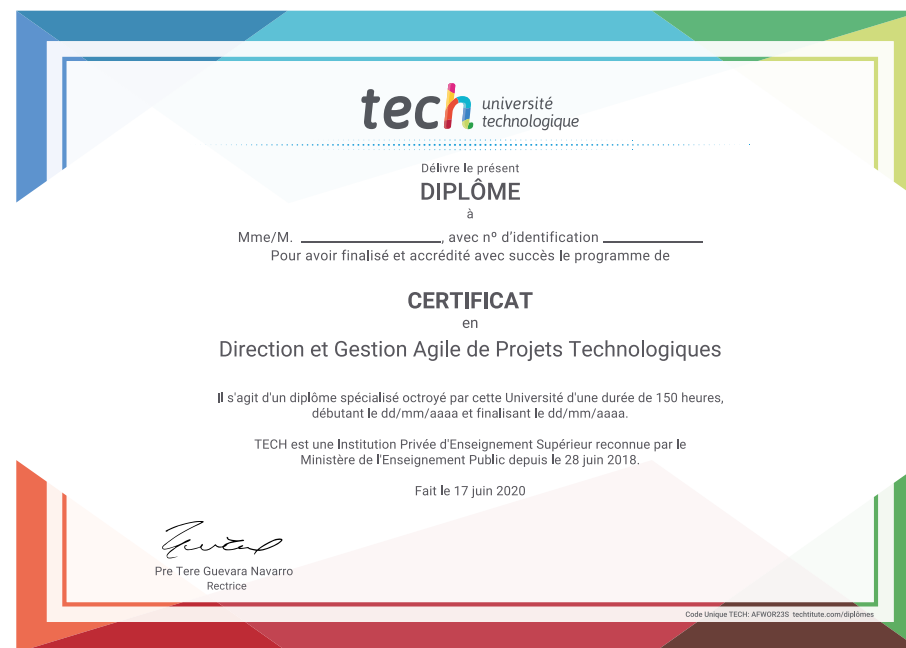 tech université
technologique
Délivre le présent
DIPLÔME
à
Mme/M. ____________________, avec nº d'identification ______________
Pour avoir finalisé et accrédité avec succès le programme de
CERTIFICAT
en
Direction et Gestion Agile de Projets Technologiques
Il s'agit d'un diplôme spécialisé octroyé par cette Université d'une durée de 150 heures,
débutant le dd/mm/aaaa et finalisant le dd/mm/aaaa.
TECH est une Institution Privée d'Enseignement Supérieur reconnue par le
Ministère de l'Enseignement Public depuis le 28 juin 2018.
Fait le 17 juin 2020
Pre Tere Guevara Navarro
Rectrice
Code Unique TECH: AFWOR23S techtitute.com/diplômes